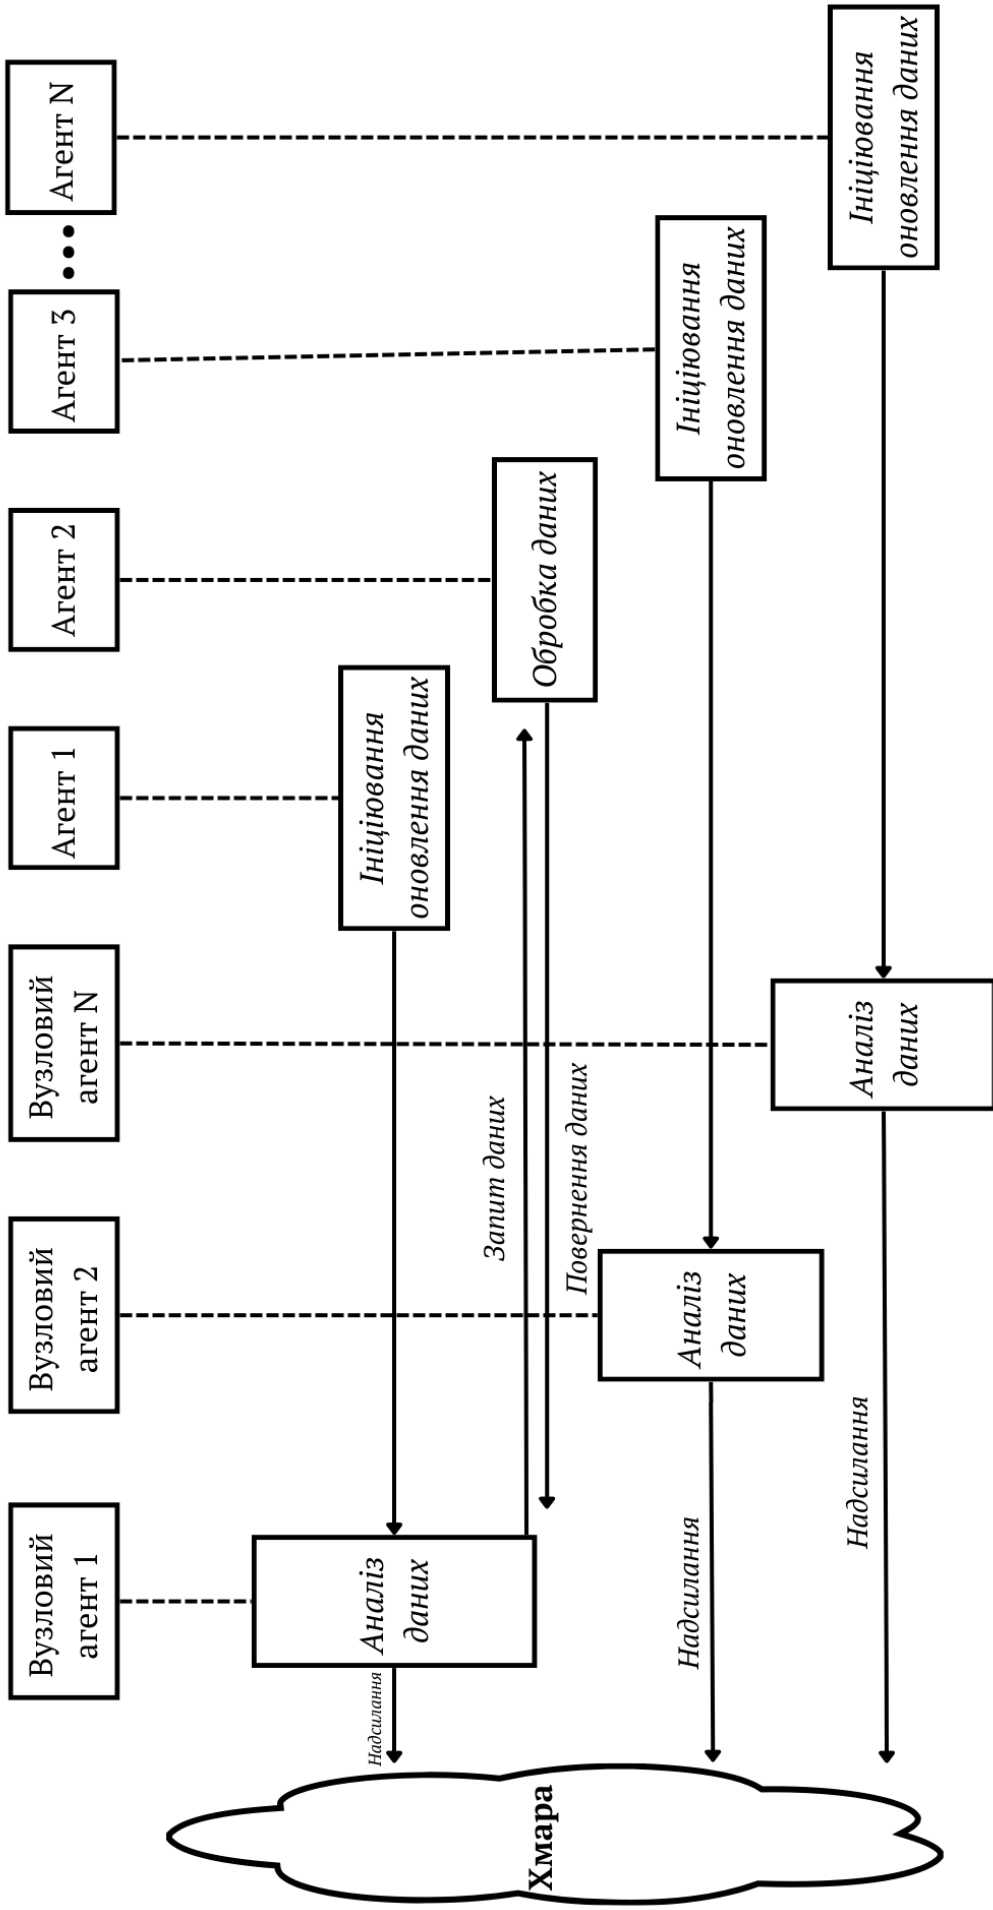 Вузловий
агент 1
Вузловий
агент 2
Вузловий
агент N
Агент 1
Агент 2
Агент 3
Агент N
Надсилання
Аналіз
даних
Ініціювання
оновлення даних
Запит даних
Обробка даних
Повернення даних
Хмара
Надсилання
Аналіз
даних
Ініціювання
оновлення даних
Надсилання
Аналіз
даних
Ініціювання
оновлення даних